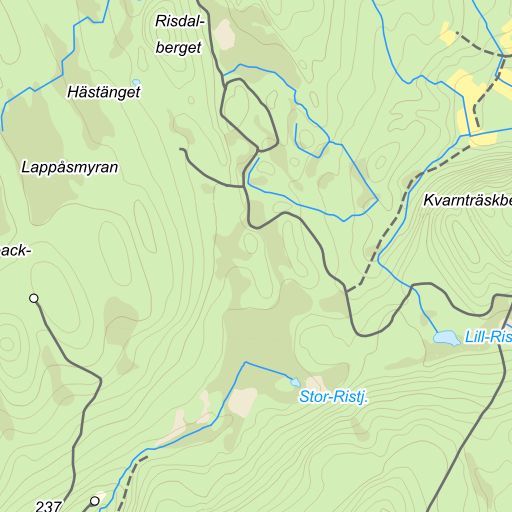 Risdal-
berget
Hästänget
Lappåsmyran
Kvarnträskbe
ack-
Lill-Ris
Stor-Ristj.
237